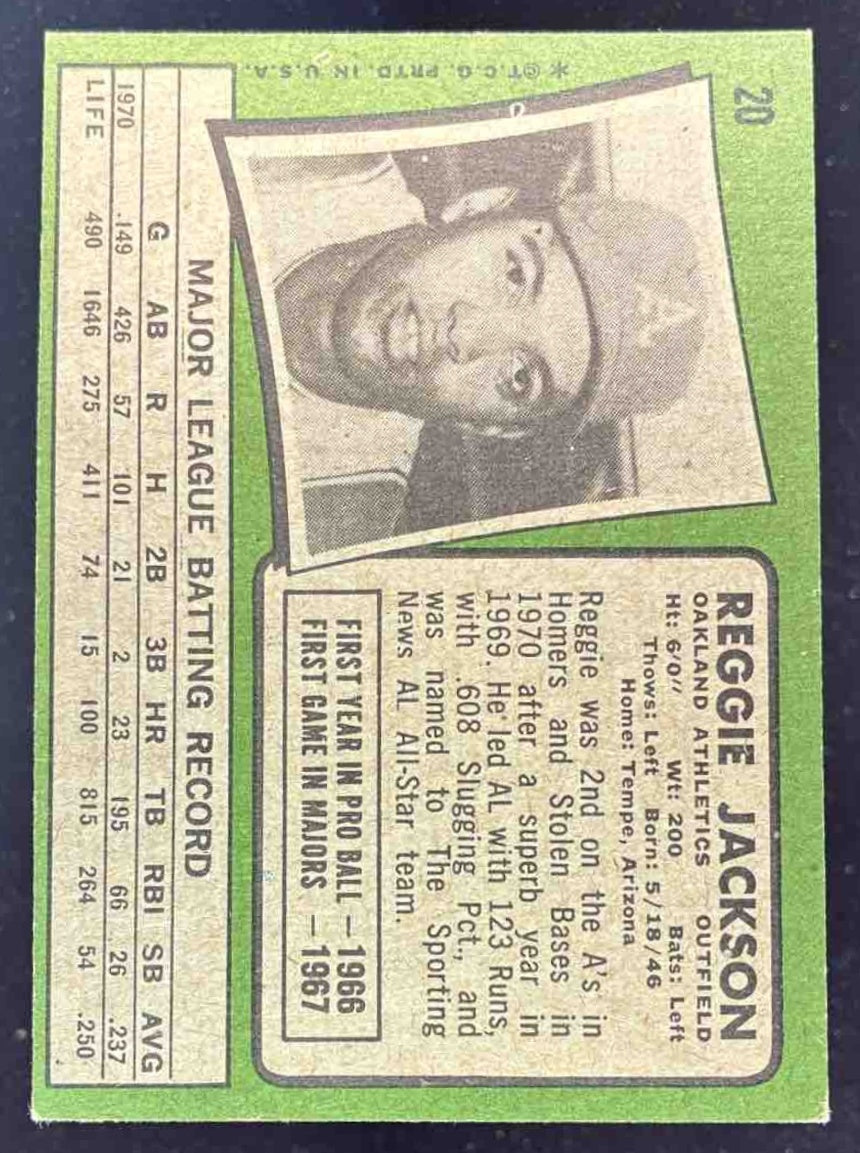 20
✻©T.C.G. PRTD. IN U.S.A.
REGGIE JACKSON
OAKLAND ATHLETICS OUTFIELD
Ht: 6'0" Wt: 200 Bats: Left
Thows: Left Born: 5/18/46
Home: Tempe, Arizona
Reggie was 2nd on the A's in
Homers and Stolen Bases in
1970 after a superb year in
1969. He led AL with 123 Runs,
with .608 Slugging Pct., and
was named to The Sporting
News AL All-Star team.
FIRST YEAR IN PRO BALL — 1966
FIRST GAME IN MAJORS — 1967
MAJOR LEAGUE BATTING RECORD
G AB R H 2B 3B HR TB RBI SB AVG
1970 .149 426 57 101 21 2 23 195 66 26 .237
LIFE 490 1646 275 411 74 15 100 815 264 54 .250